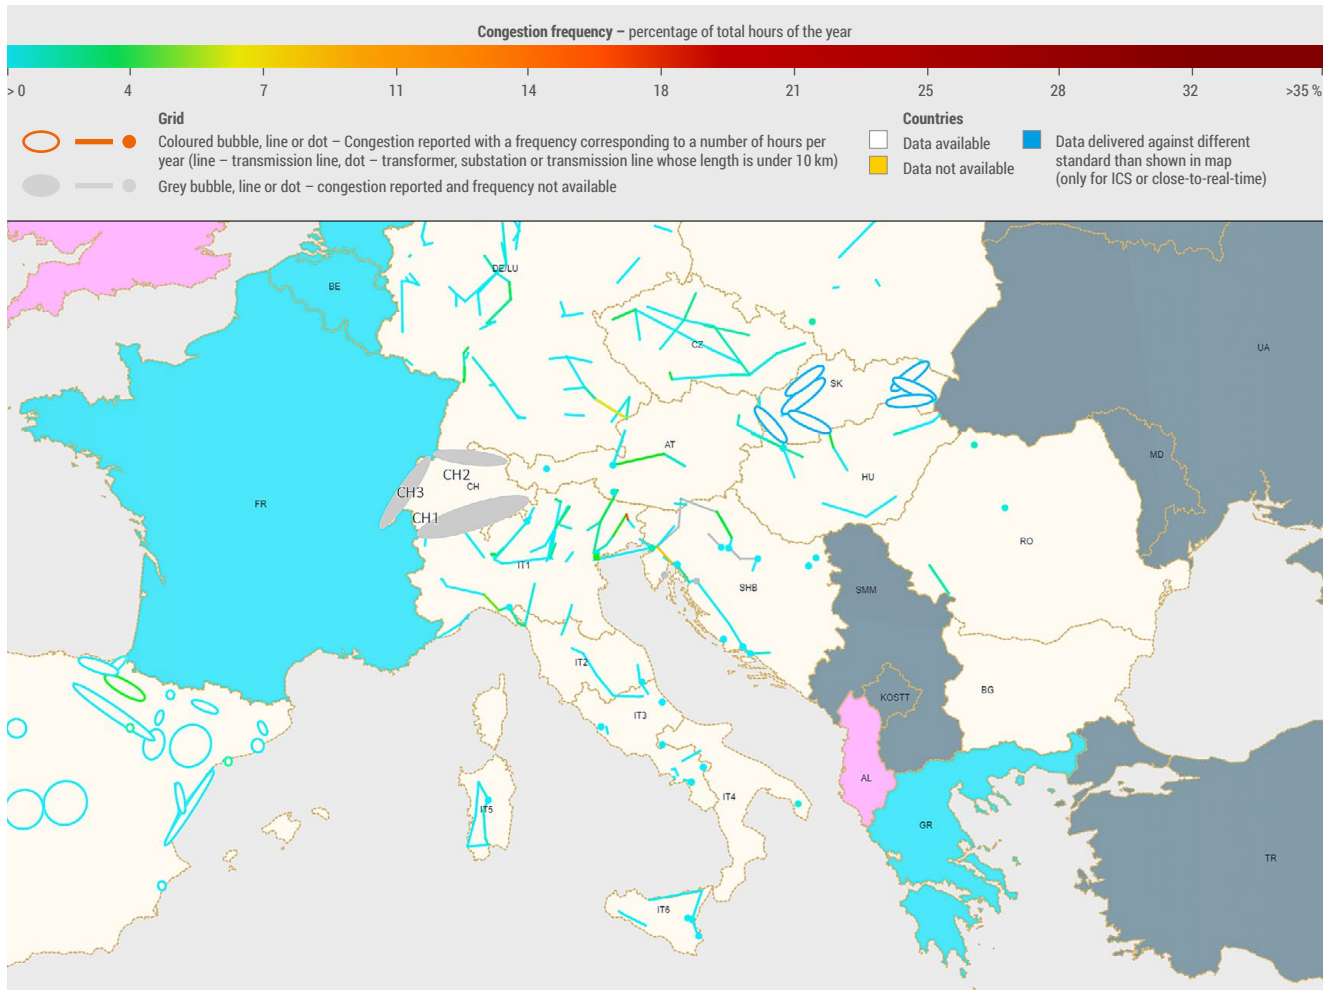 Congestion frequency – percentage of total hours of the year
> 0 4 7 11 14 18 21 25 28 32 >35 %
Grid
Coloured bubble, line or dot – Congestion reported with a frequency corresponding to a number of hours per
year (line – transmission line, dot – transformer, substation or transmission line whose length is under 10 km)
Grey bubble, line or dot – congestion reported and frequency not available
Countries
Data available
Data not available
Data delivered against different
standard than shown in map
(only for ICS or close-to-real-time)
DE/LU
BE
UA
CZ
SK
AT
MD
CH2
CH
HU
CH3
FR
CH1
RO
IT1
SHB
SMM
IT2
KOSTT
BG
IT3
AL
IT4
IT5
GR
TR
IT6